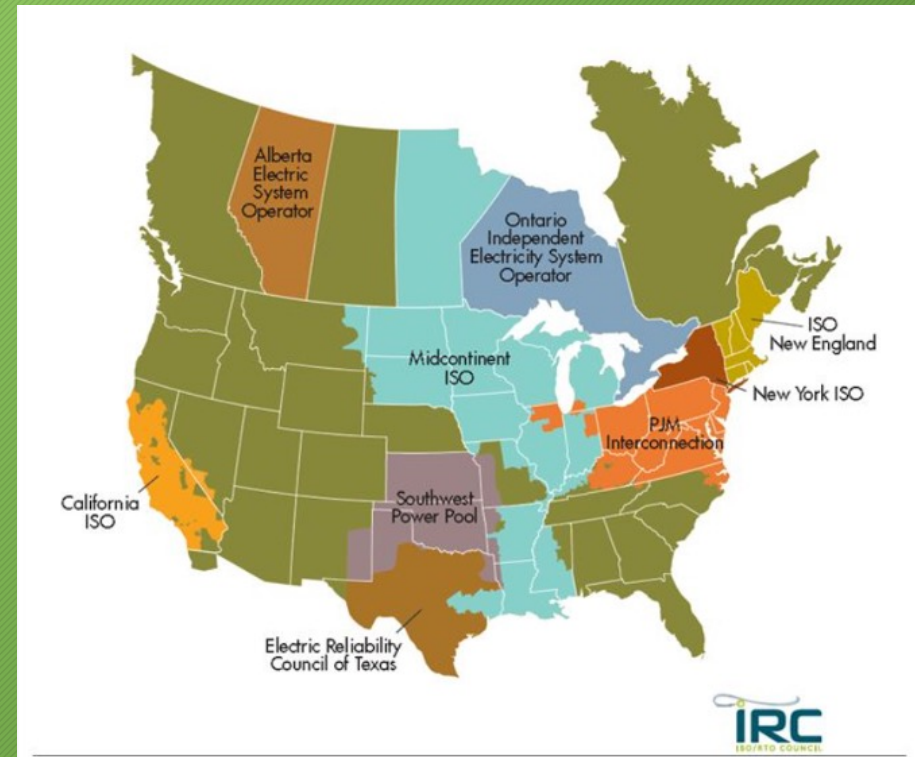 Alberta
Electric
System
Operator
Ontario
Independent
Electricity System
Operator
ISO
New England
Midcontinent
ISO
New York ISO
PJM
Interconnection
California
ISO
Southwest
Power Pool
Electric Reliability
Council of Texas
IRC
ISO/RTO COUNCIL